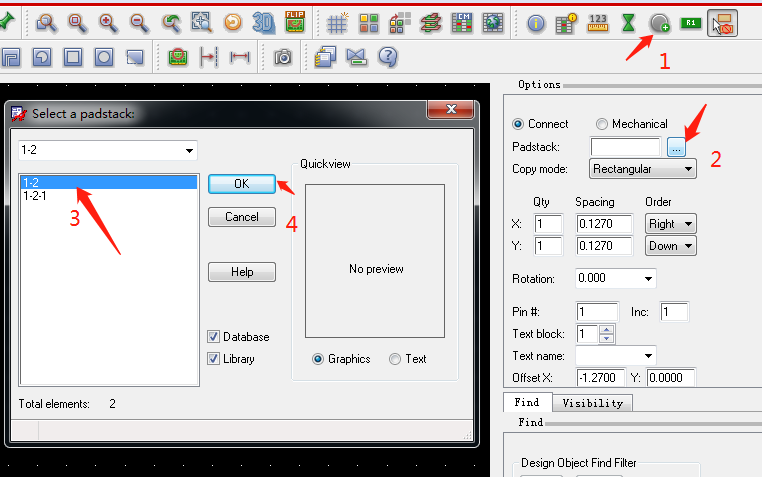 3D
FLIP
CM
i
123
R1
?
1
Options
Select a padstack:
Connect
Mechanical
Padstack:
...
2
1-2
Quickview
Copy mode:
Rectangular
1-2
OK
1-2-1
3
4
Qty
Spacing
Order
Cancel
X:
1
0.1270
Right
Y:
1
0.1270
Down
No preview
Help
Rotation:
0.000
Pin #:
1
Inc:
1
Database
Text block:
1
Library
Graphics
Text
Text name:
Offset X:
-1.2700
Y:
0.0000
Total elements:
2
Find
Visibility
Find
Design Object Find Filter